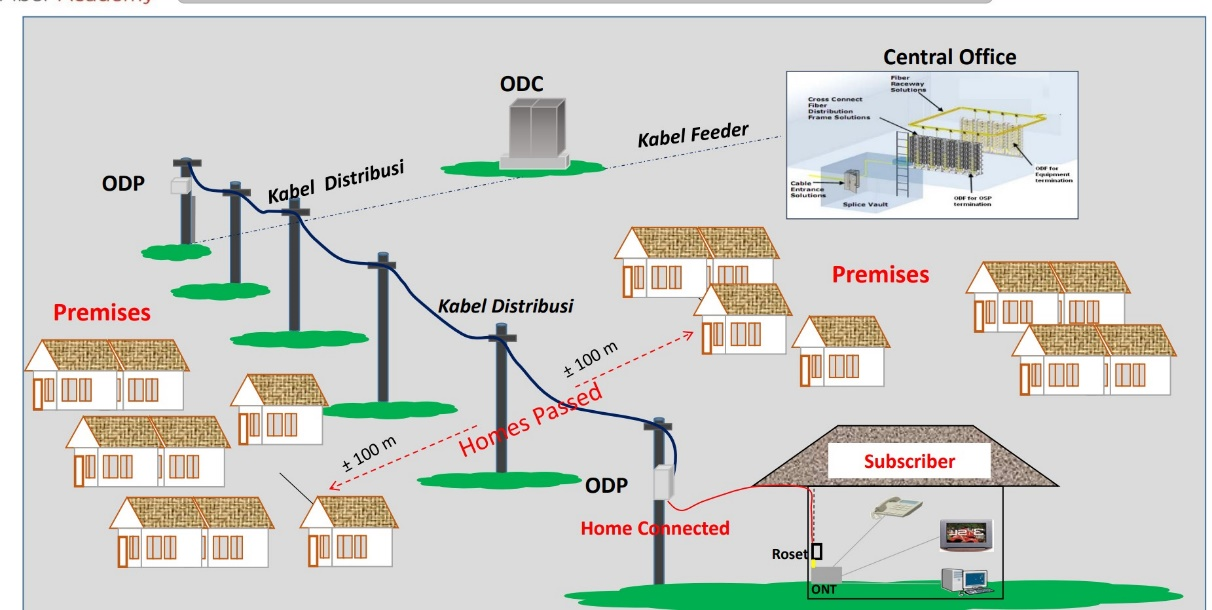 Academy
Central Office
Fiber
Raceway
Solutions
Cross Connect
Fiber
Distribution
Frame Solutions
ODF for
Equipment
termination
Cable
Entrance
Solutions
Splice Vault
ODF for OSP
termination
ODC
Kabel Feeder
ODP
Kabel Distribusi
Premises
Premises
Kabel Distribusi
± 100 m
Homes Passed
± 100 m
ODP
Home Connected
Subscriber
Roset
ONT